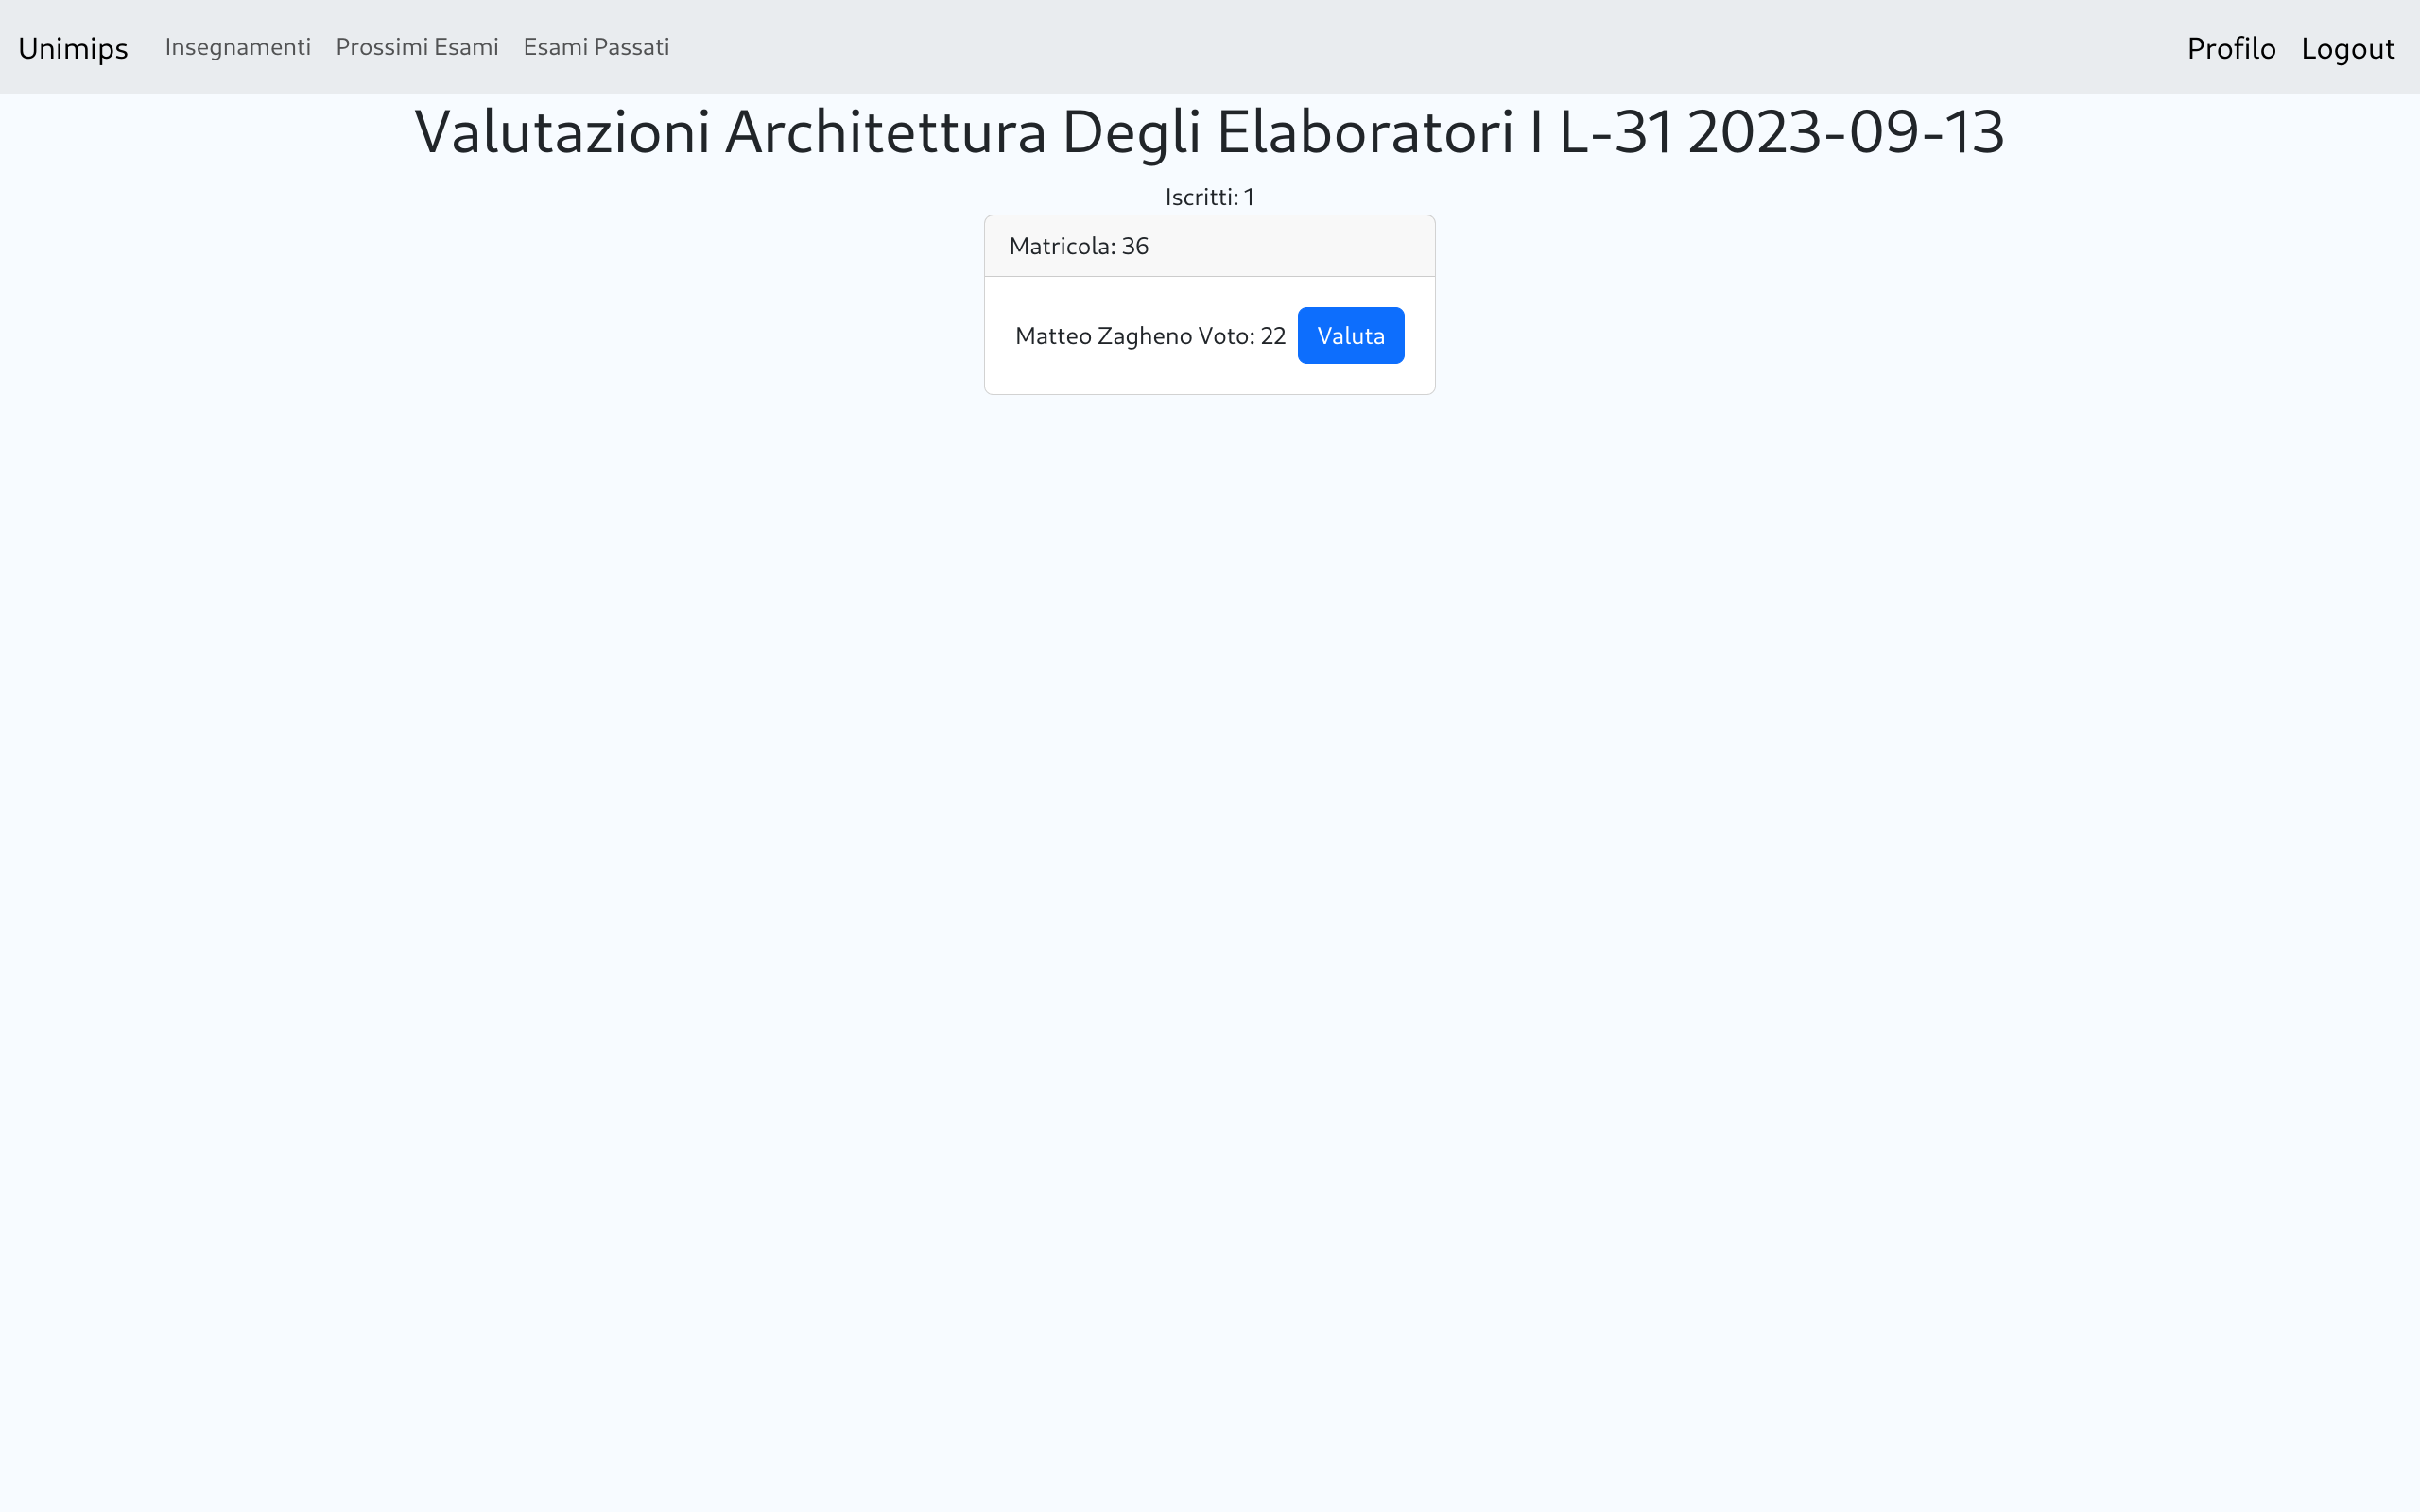 Unimips Insegnamenti Prossimi Esami Esami Passati Profilo Logout
Valutazioni Architettura Degli Elaboratori I L-31 2023-09-13
Iscritti: 1
Matricola: 36
Matteo Zagheno Voto: 22 Valuta